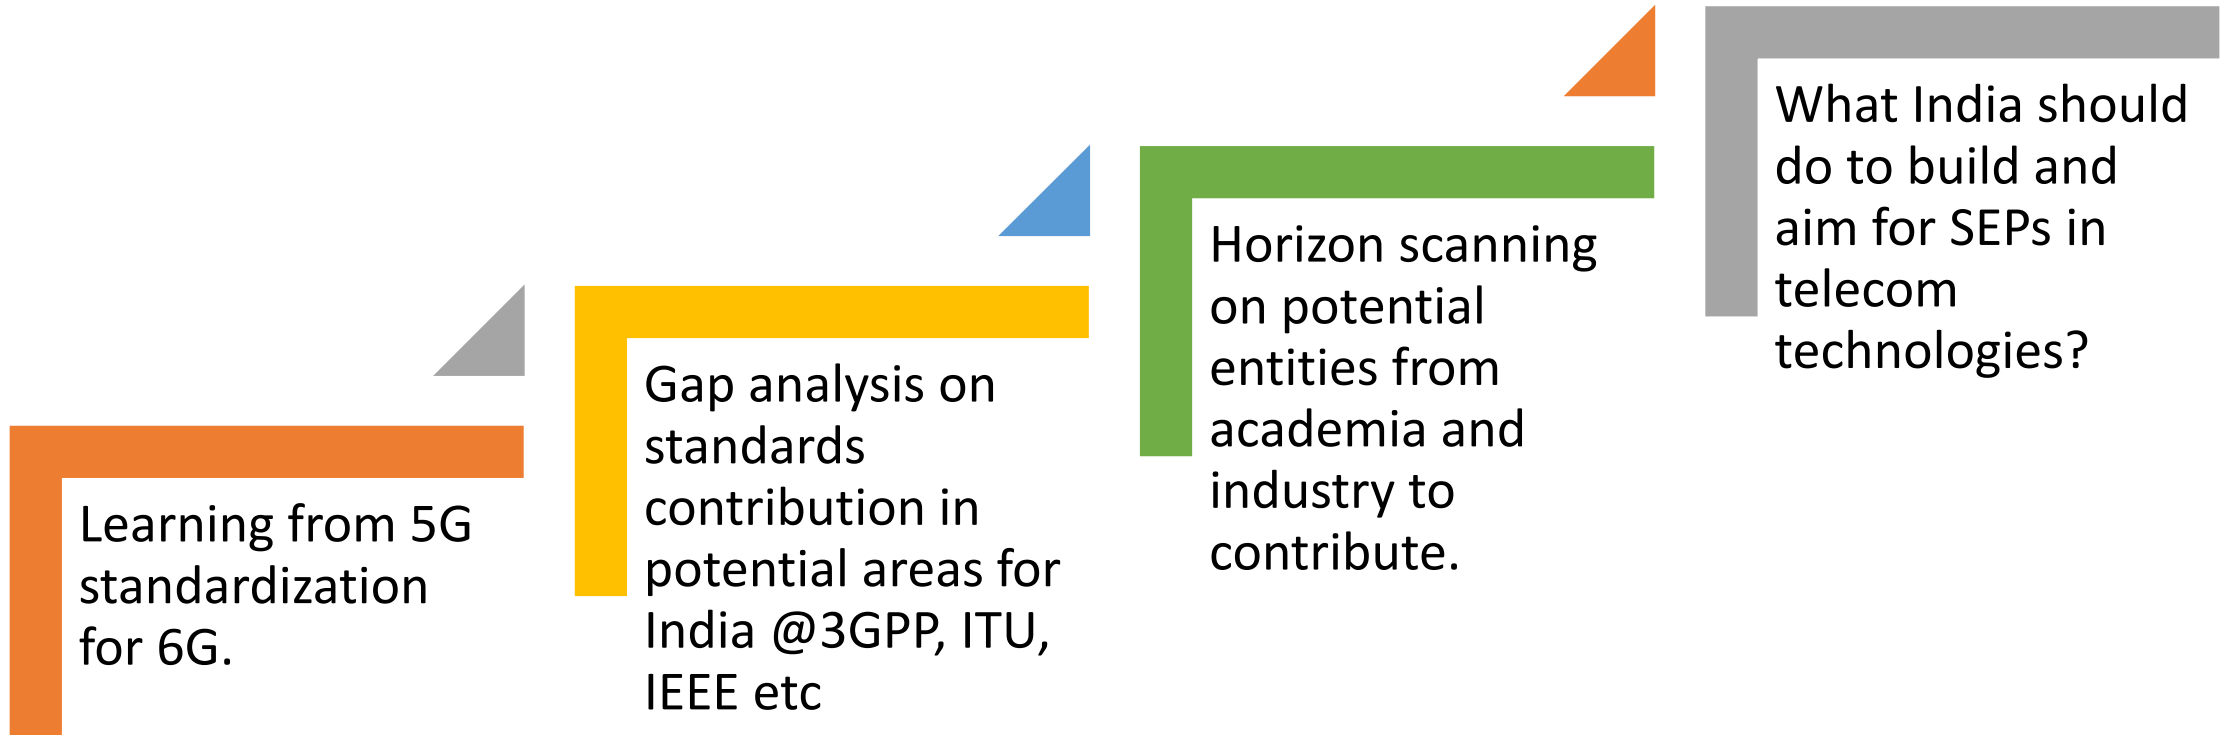 Learning from 5G
standardization
for 6G.
Gap analysis on
standards
contribution in
potential areas for
India @3GPP, ITU,
IEEE etc
Horizon scanning
on potential
entities from
academia and
industry to
contribute.
What India should
do to build and
aim for SEPs in
telecom
technologies?